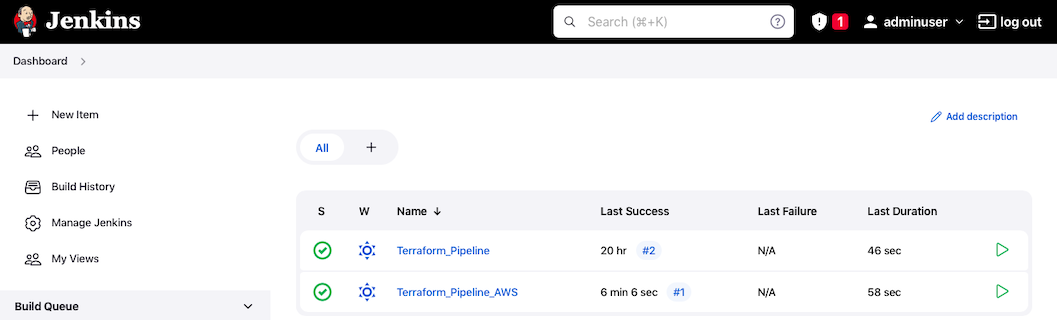 Jenkins Search (⌘+K) ? 1 adminuser log out
Dashboard
New Item
Add description
People
All +
Build History
S W Name ↓ Last Success Last Failure Last Duration
Manage Jenkins
Terraform_Pipeline 20 hr #2 N/A 46 sec
My Views
Terraform_Pipeline_AWS 6 min 6 sec #1 N/A 58 sec
Build Queue